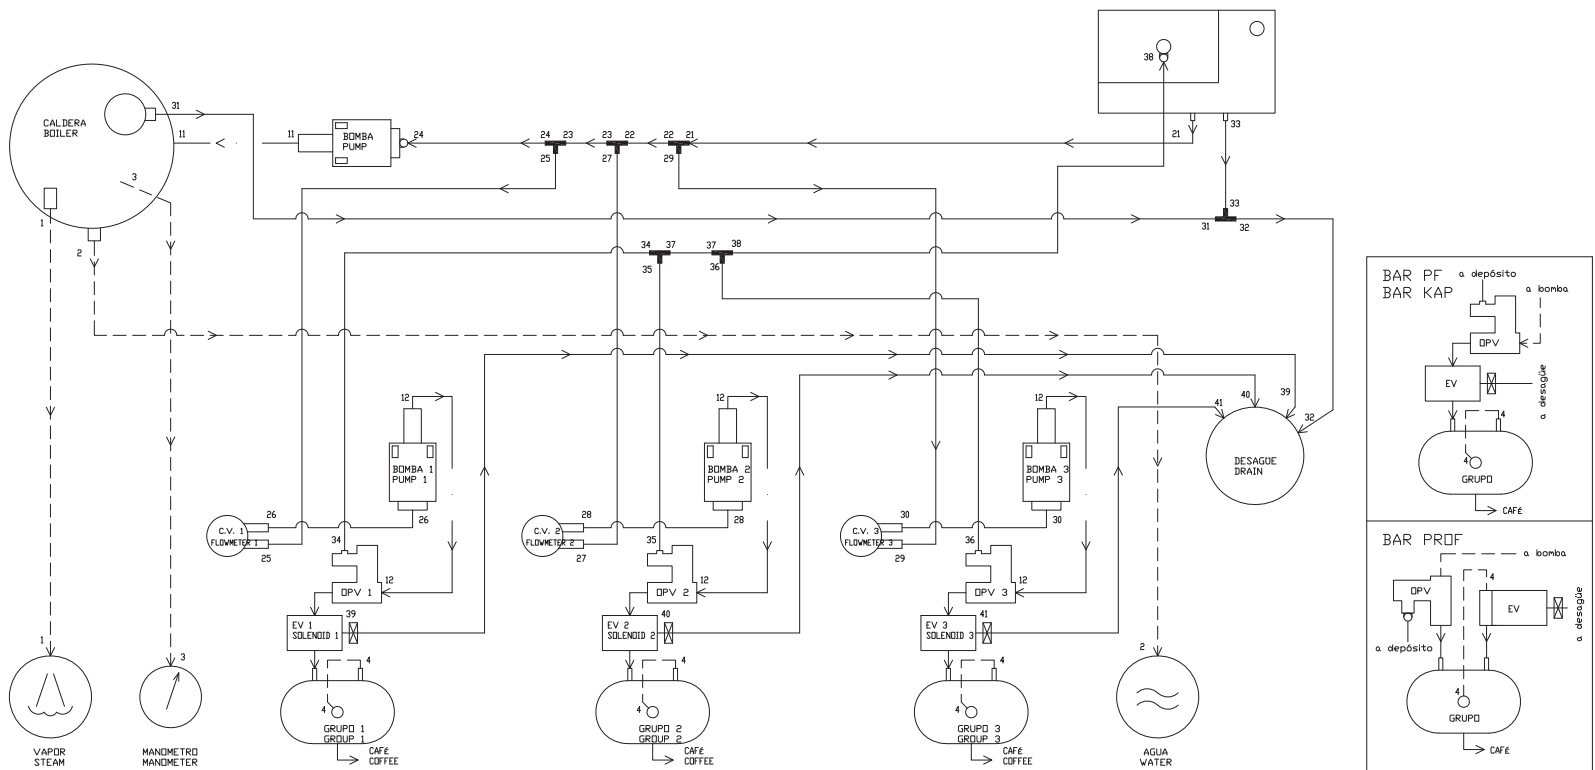 38
33
21
CALDERA
BOILER
31
11
11
BOMBA
PUMP
24
24
23
25
23
22
27
22
21
29
3
1
2
33
31
32
34
37
35
37
38
36
BOMBA 1
PUMP 1
12
26
BOMBA 2
PUMP 2
12
28
BOMBA 3
PUMP 3
12
30
41
40
39
32
DESAGÜE
DRAIN
C.V. 1
FLOWMETER 1
26
25
C.V. 2
FLOWMETER 2
28
27
C.V. 3
FLOWMETER 3
30
29
34
12
OPV 1
35
12
OPV 2
36
12
OPV 3
EV 1
SOLENOID 1
39
EV 2
SOLENOID 2
40
EV 3
SOLENOID 3
41
4
4
GRUPO 1
GROUP 1
CAFÉ
COFFEE
4
4
GRUPO 2
GROUP 2
CAFÉ
COFFEE
4
4
GRUPO 3
GROUP 3
CAFÉ
COFFEE
1
VAPOR
STEAM
3
MANOMETRO
MANOMETER
2
AGUA
WATER
BAR PF
BAR KAP
a depósito
a bomba
OPV
EV
a desagüe
4
4
GRUPO
CAFÉ
BAR PROF
a bomba
4
OPV
EV
a desagüe
a depósito
4
GRUPO
CAFÉ